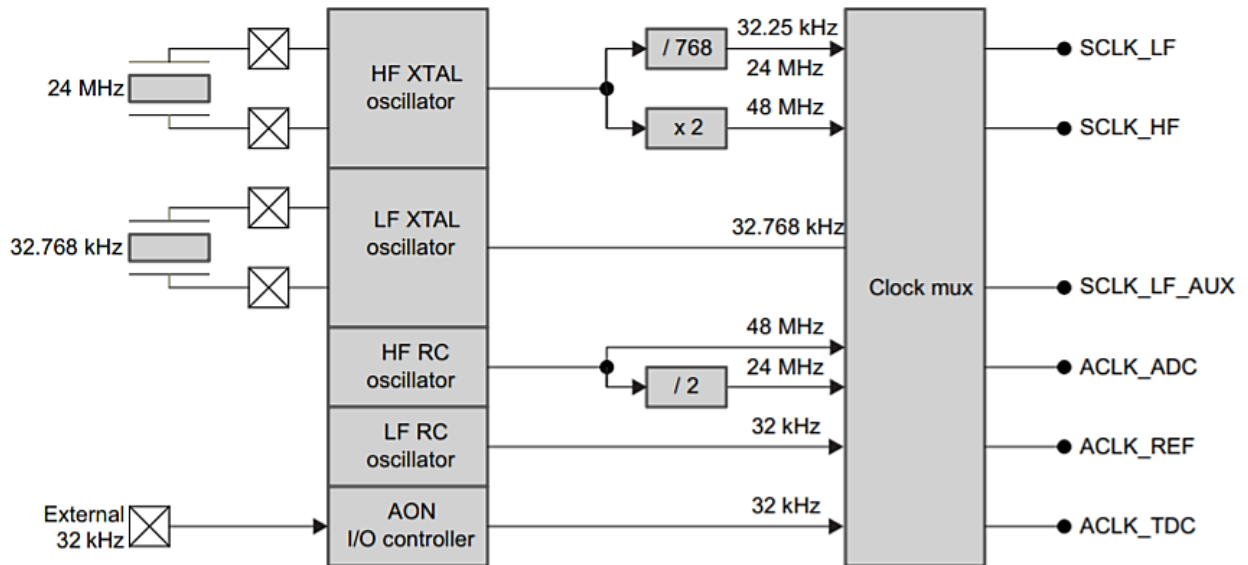 24 MHz
HF XTAL
oscillator
/ 768
32.25 kHz
24 MHz
x 2
48 MHz
SCLK_LF
SCLK_HF
32.768 kHz
LF XTAL
oscillator
32.768 kHz
Clock mux
SCLK_LF_AUX
HF RC
oscillator
48 MHz
/ 2
24 MHz
ACLK_ADC
LF RC
oscillator
32 kHz
ACLK_REF
External
32 kHz
AON
I/O controller
32 kHz
ACLK_TDC